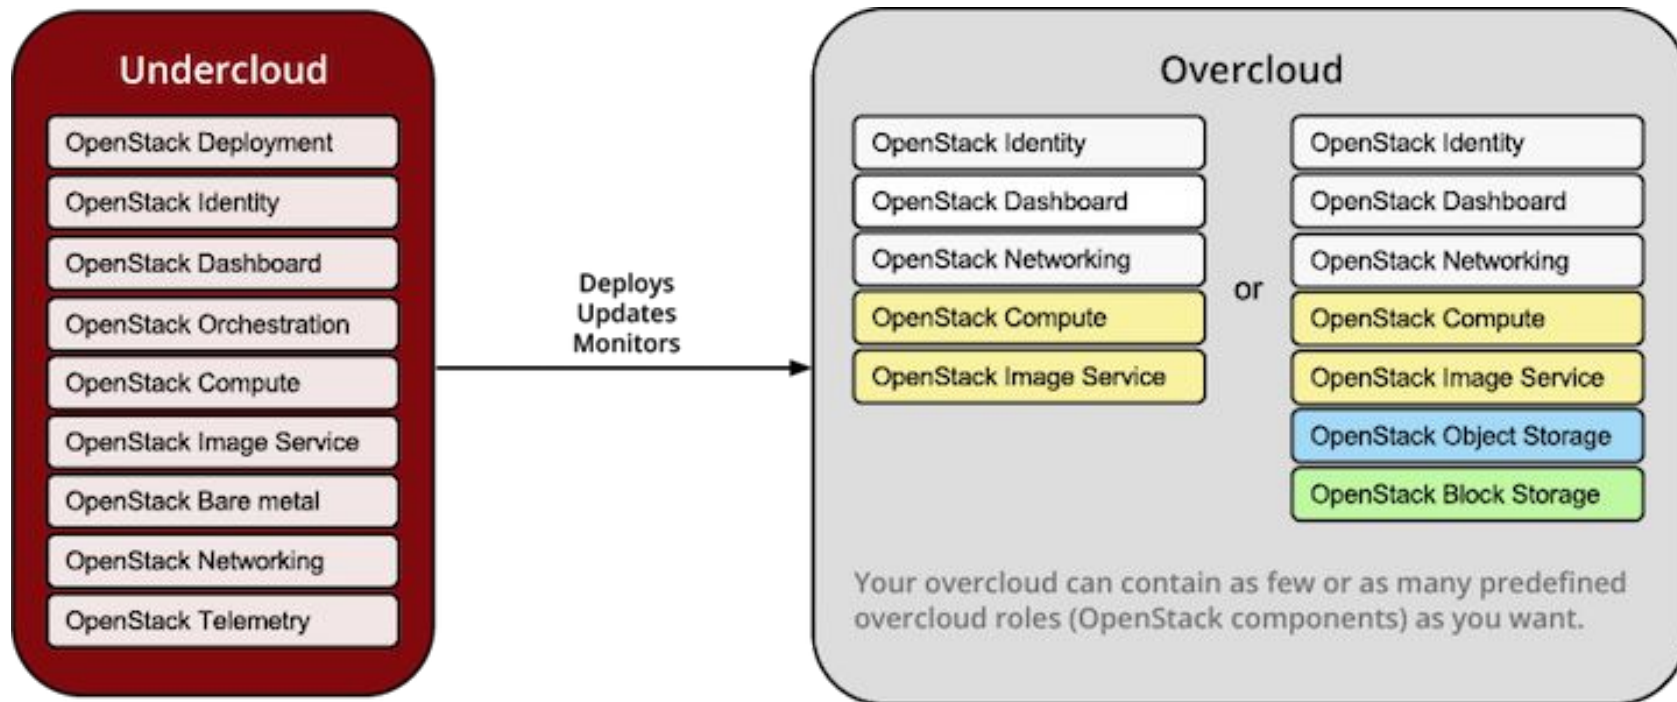 Undercloud
OpenStack Deployment
OpenStack Identity
OpenStack Dashboard
OpenStack Orchestration
OpenStack Compute
OpenStack Image Service
OpenStack Bare metal
OpenStack Networking
OpenStack Telemetry
Deploys
Updates
Monitors
Overcloud
OpenStack Identity
OpenStack Dashboard
OpenStack Networking
OpenStack Compute
OpenStack Image Service
or
OpenStack Identity
OpenStack Dashboard
OpenStack Networking
OpenStack Compute
OpenStack Image Service
OpenStack Object Storage
OpenStack Block Storage
Your overcloud can contain as few or as many predefined
overcloud roles (OpenStack components) as you want.